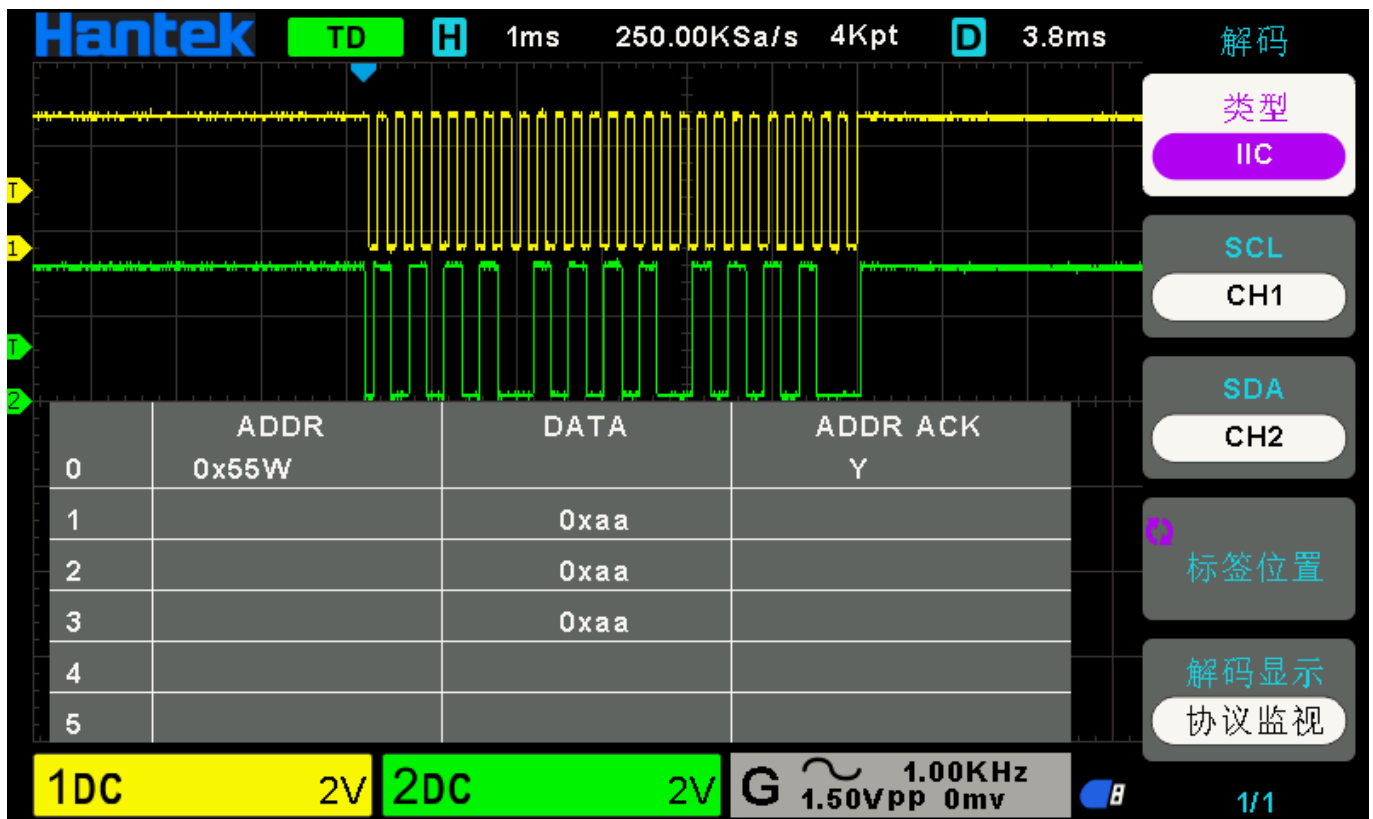 Hantek TD H 1ms 250.00KSa/s 4Kpt D 3.8ms 解码
类型
IIC
T
1
SCL
CH1
T
2
SDA
CH2
ADDR DATA ADDR ACK
0 0x55W Y
1 0xaa
2 0xaa
3 0xaa
4
5
标签位置
解码显示
协议监视
1DC 2V 2DC 2V G 1.00KHz
1.50Vpp 0mv
1/1